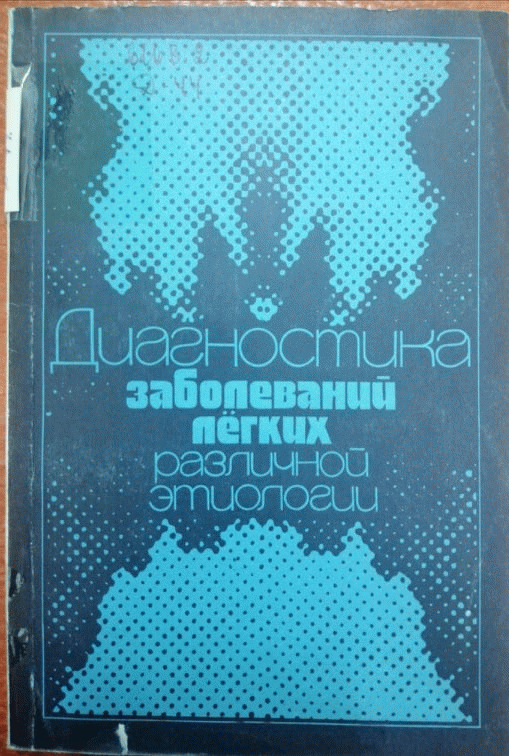 Диагностика
заболеваний
лёгких
различной
этиологии